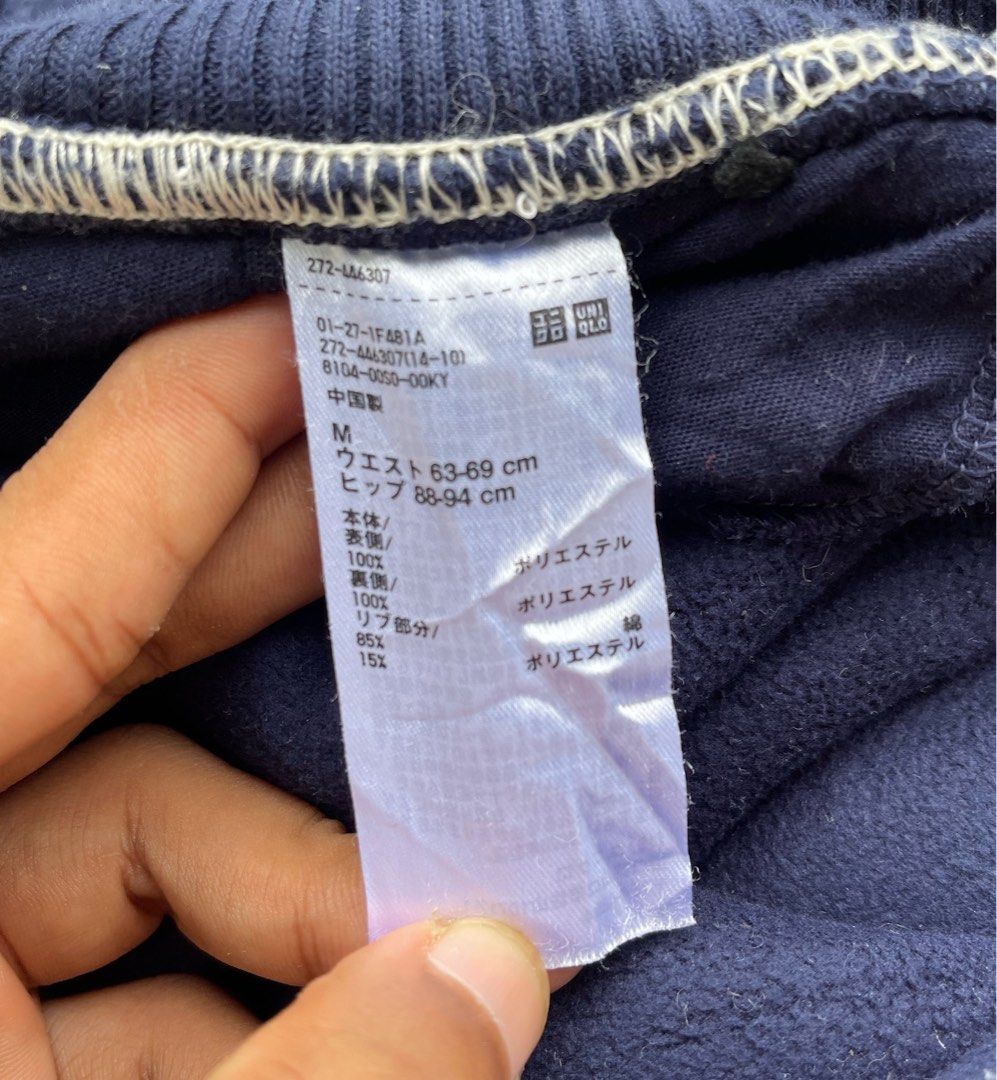 272-446307
ユニクロ UNIQLO
01-27-1F481A
272-446307(14-10)
8104-00S0-00KY
中国製
M
ウエスト 63-69 cm
ヒップ 88-94 cm
本体/
表側/
100% ポリエステル
裏側/
100% ポリエステル
リブ部分/
85% 綿
15% ポリエステル